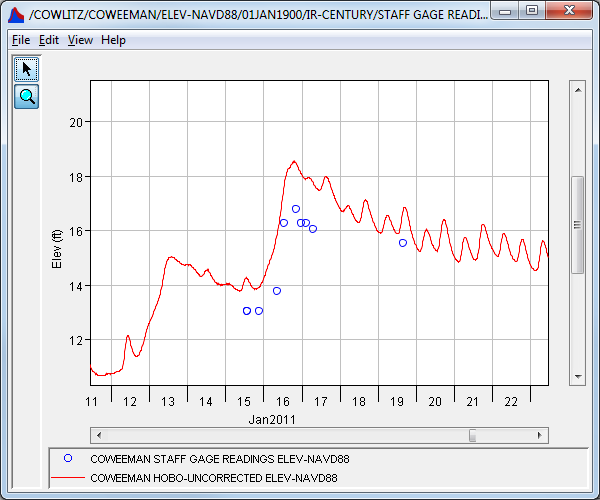 /COWLITZ/COWEEMAN/ELEV-NAVD88/01JAN1900/IR-CENTURY/STAFF GAGE READI...
File Edit View Help
20
18
16
14
12
Elev (ft)
11 12 13 14 15 16 17 18 19 20 21 22
Jan2011
COWEEMAN STAFF GAGE READINGS ELEV-NAVD88
COWEEMAN HOBO-UNCORRECTED ELEV-NAVD88